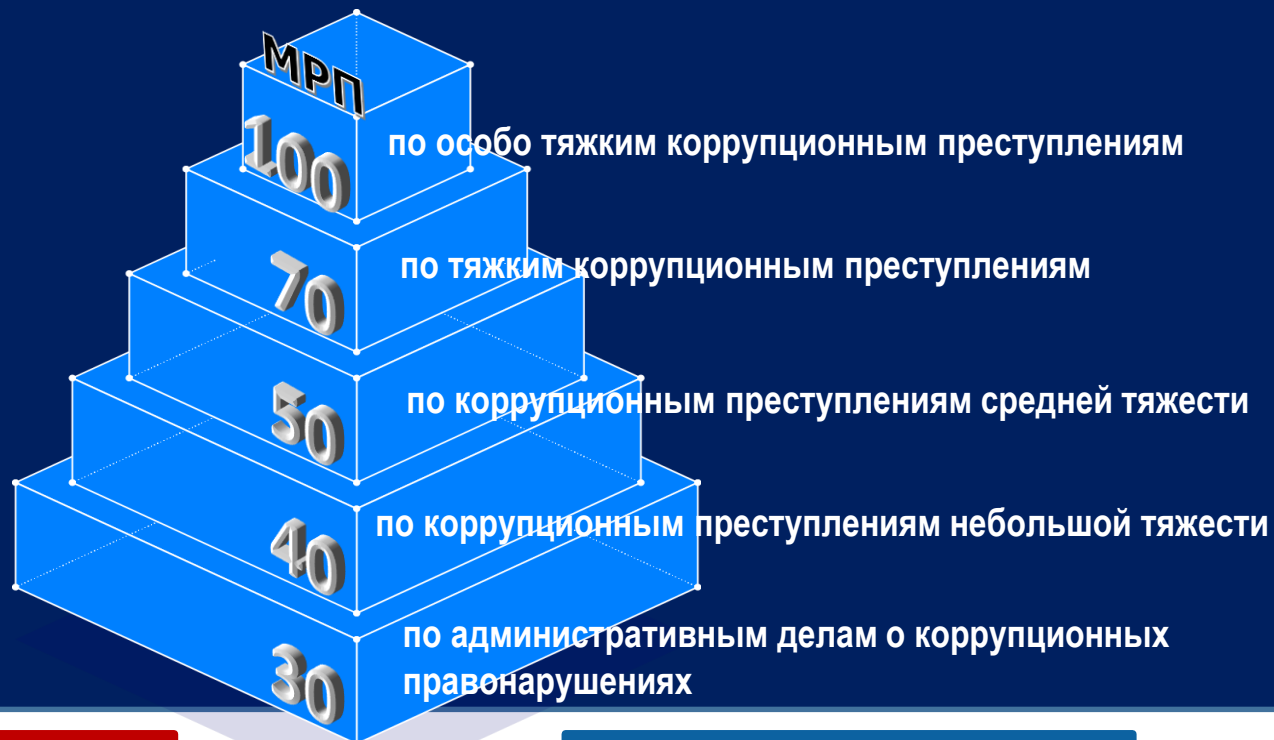 МРП
100
по особо тяжким коррупционным преступлениям
70
по тяжким коррупционным преступлениям
50
по коррупционным преступлениям средней тяжести
40
по коррупционным преступлениям небольшой тяжести
30
по административным делам о коррупционных
правонарушениях